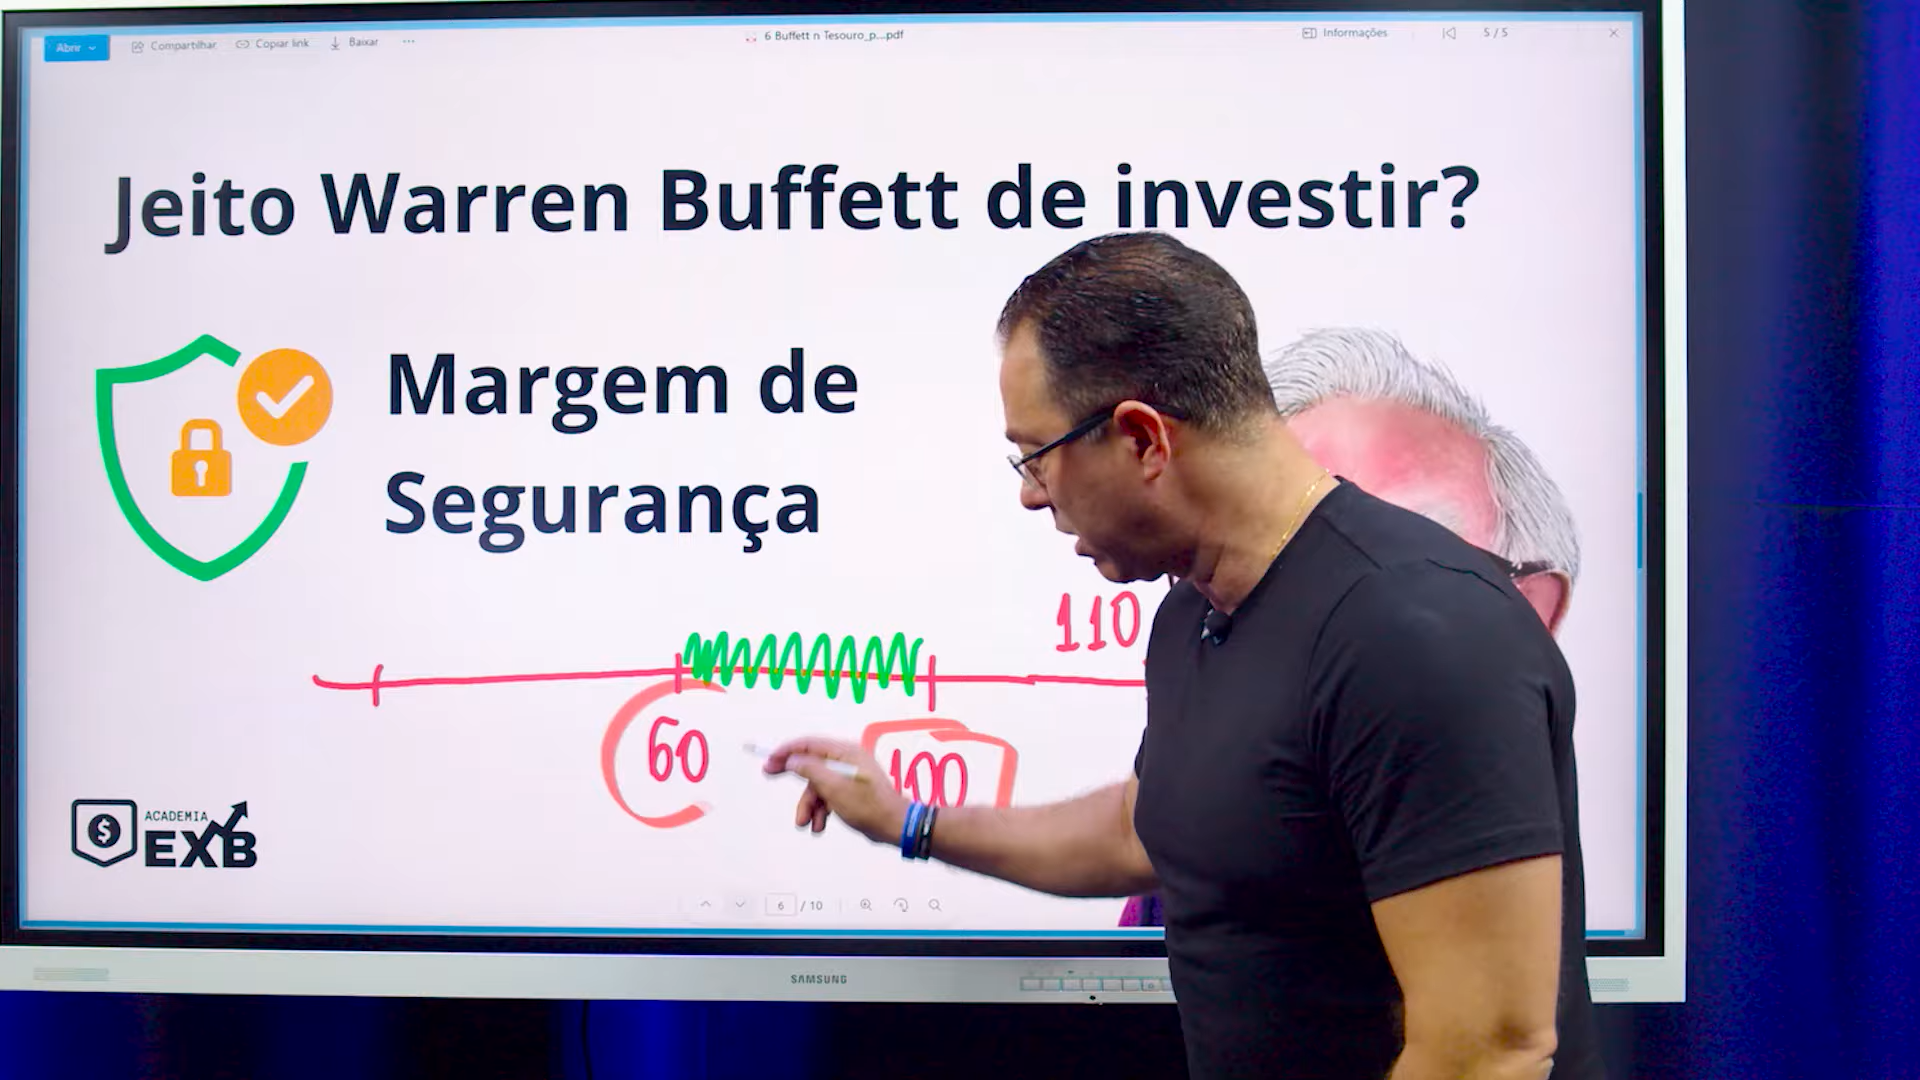 Abrir
Compartilhar
Copiar link
Baixar
6 Buffett n Tesouro_p...pdf
Informações
5 / 5
Jeito Warren Buffett de investir?
Margem de
Segurança
110
60
100
ACADEMIA
EXB
6 / 10
SAMSUNG